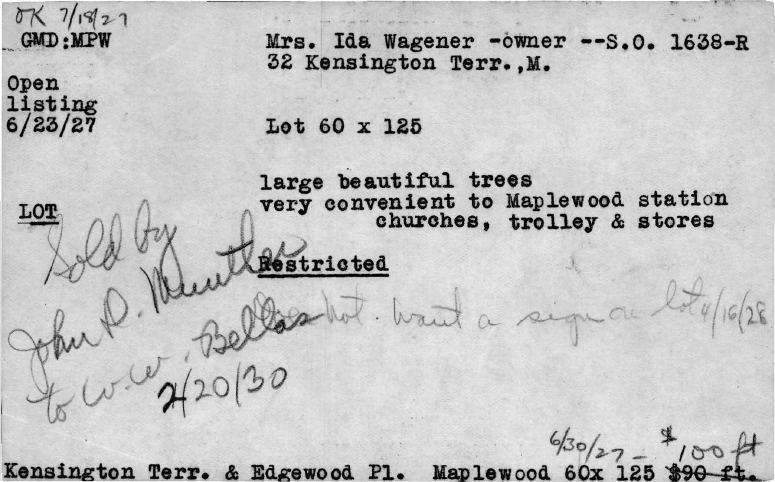 OK 7/18/27
GMD:MPW
Mrs. Ida Wagener -owner --S.O. 1638-R
32 Kensington Terr.,M.
Open
listing
6/23/27
Lot 60 x 125
large beautiful trees
very convenient to Maplewood station
churches, trolley & stores
LOT
Restricted
Sold by
John D.
to W.W.
2/20/30
not want a sign on lot 4/16/28
6/30/27 - $100 ft
Kensington Terr. & Edgewood Pl. Maplewood 60x 125 $90 ft.